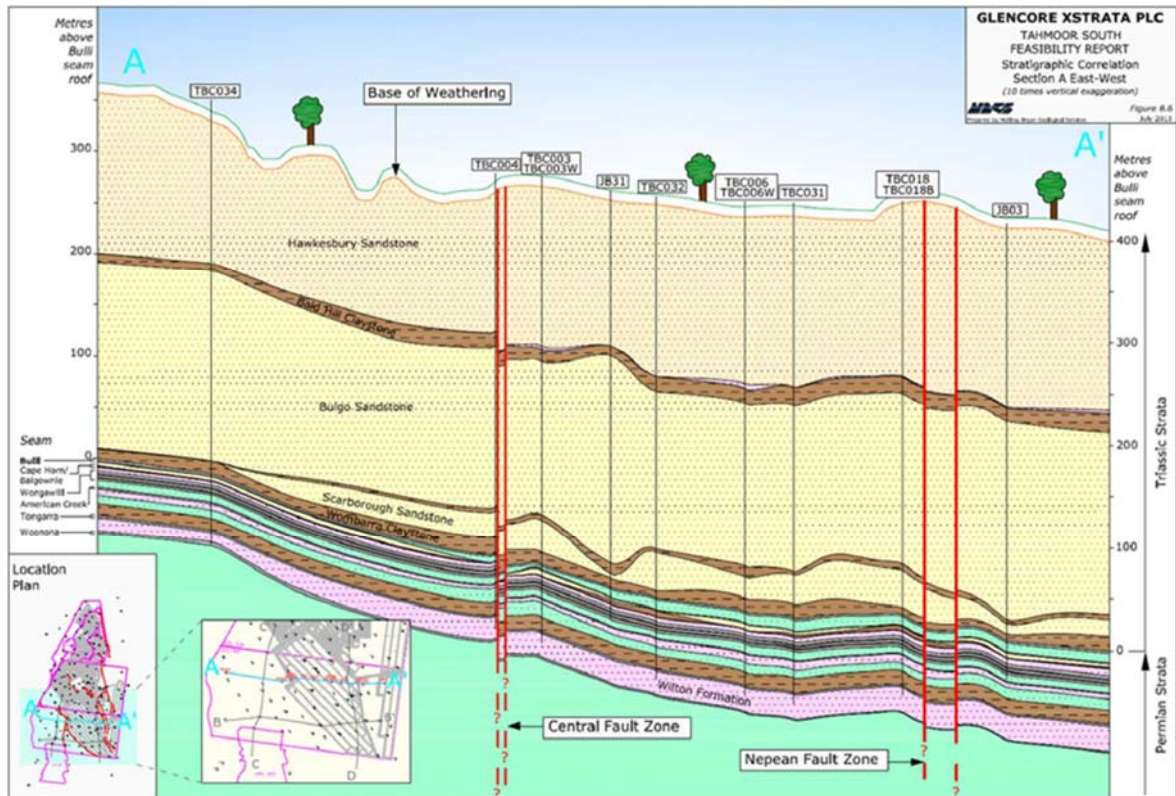 GLENCORE XSTRATA PLC
TAHMOOR SOUTH
FEASIBILITY REPORT
Stratigraphic Correlation
Section A East-West
(10 times vertical exaggeration)
Figure 8.6
July 2013
Metres
above
Bulli
seam
roof
A
TBC034
Base of Weathering
TBC004
TBC003
TBC003W
JB31
TBC032
TBC006
TBC006W
TBC031
TBC018
TBC018B
JB03
A'
Metres
above
Bulli
seam
roof
300
200
100
0
400
300
200
100
0
Hawkesbury Sandstone
Bald Hill Claystone
Bulgo Sandstone
Scarborough Sandstone
Wombarra Claystone
Wilton Formation
Triassic Strata
Permian Strata
Seam
Bulli
Cape Horn/
Balgownie
Wongawilli
American Creek
Tongarra
Woonona
Location
Plan
A
A'
C
D
A
A'
B
B
C
D
?
?
?
?
?
?
?
?
Central Fault Zone
Nepean Fault Zone